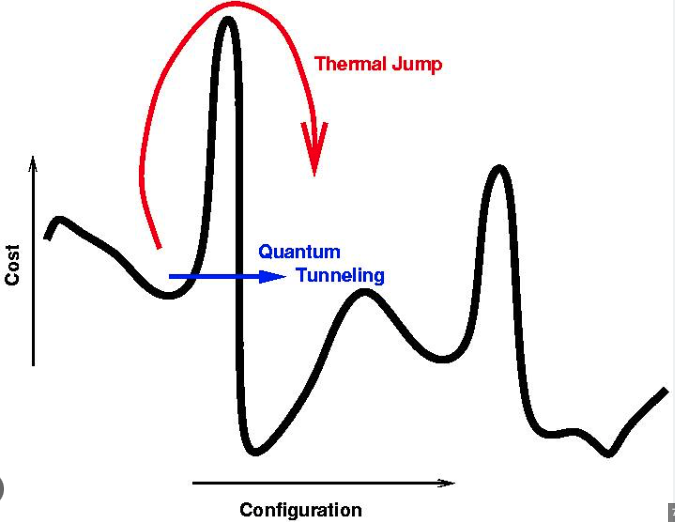 Thermal Jump
Quantum
Tunneling
Cost
Configuration